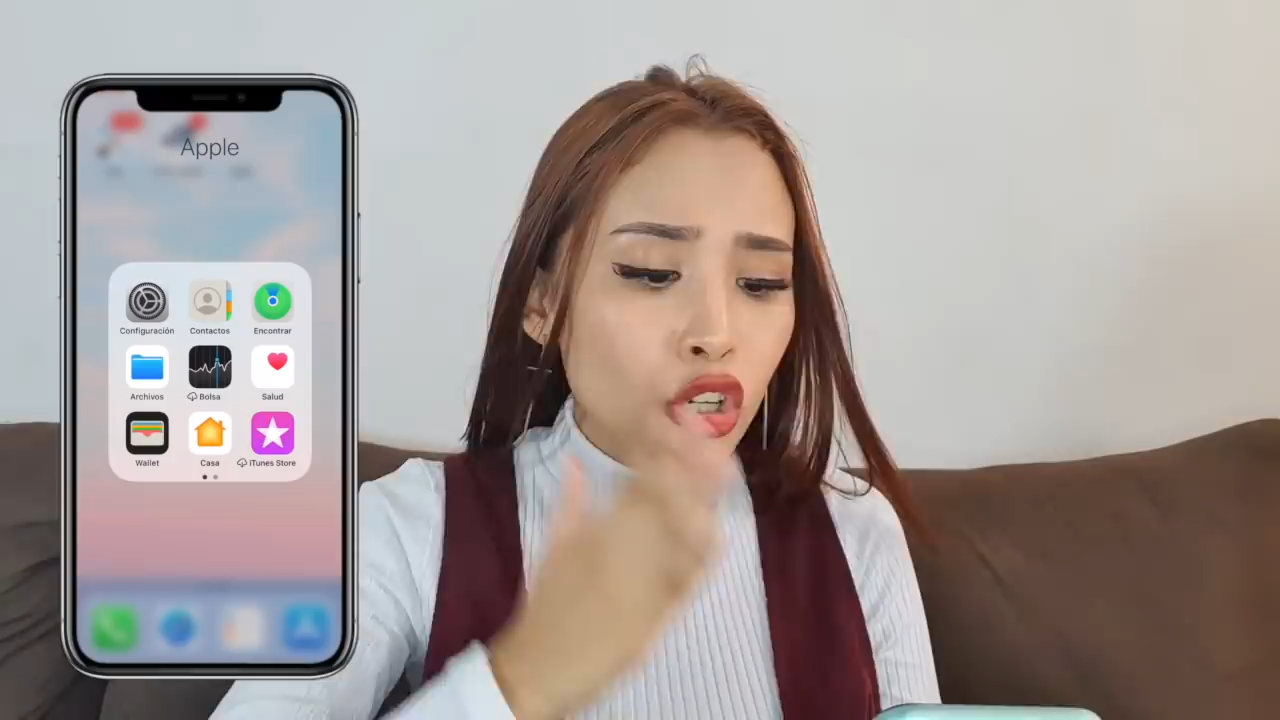 Apple
Configuración Contactos Encontrar
Archivos Bolsa Salud
Wallet Casa iTunes Store